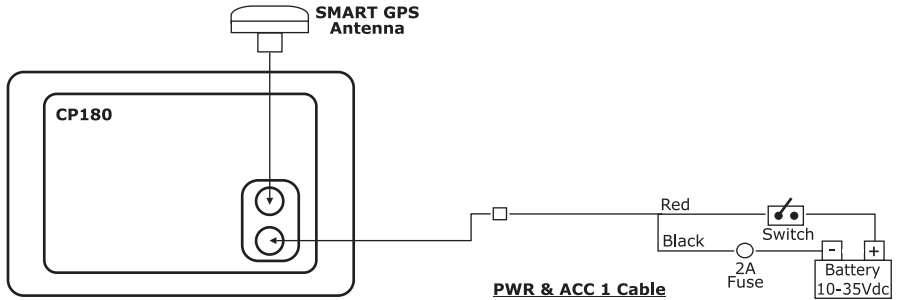 SMART GPS
Antenna
CP180
Red
Switch
Black
2A
Fuse
- +
Battery
10-35Vdc
PWR & ACC 1 Cable